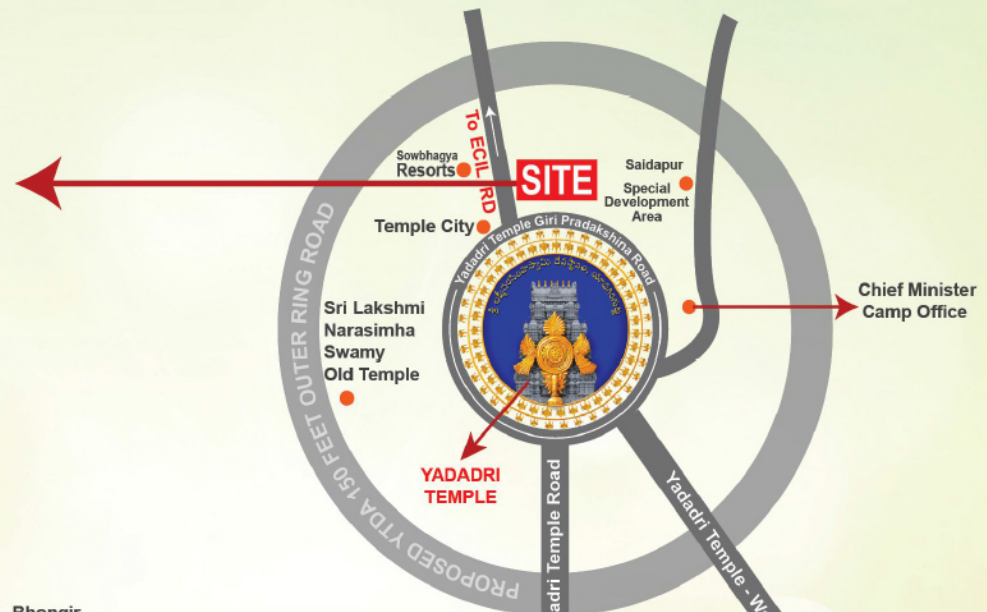 To ECIL RD
Sowbhagya
Resorts
SITE
Saidapur
Special
Development
Area
Temple City
Yadadri Temple Giri Pradakshina Road
Chief Minister
Camp Office
Sri Lakshmi
Narasimha
Swamy
Old Temple
PROPOSED YTDA 150 FEET OUTER RING ROAD
YADADRI
TEMPLE
adri Temple Road
Yadadri Temple - W
Bhongir